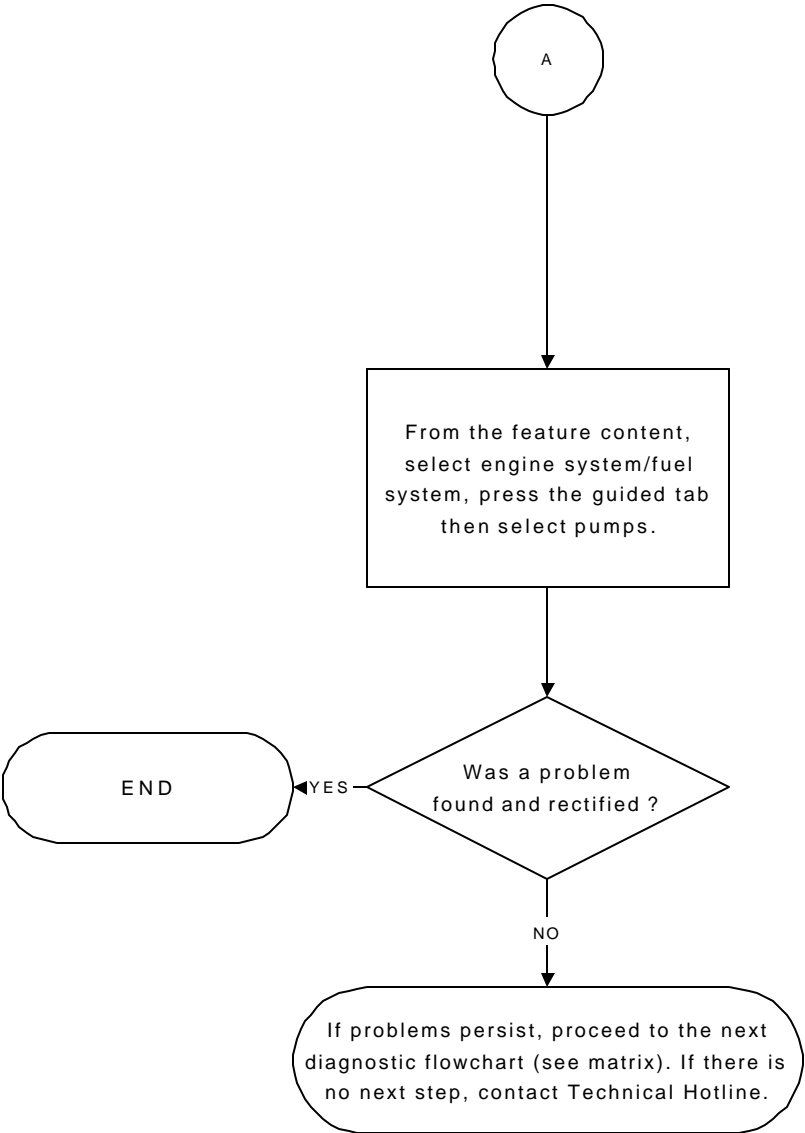 A
From the feature content,
select engine system/fuel
system, press the guided tab
then select pumps.
Was a problem
found and rectified ?
YES
END
NO
If problems persist, proceed to the next
diagnostic flowchart (see matrix). If there is
no next step, contact Technical Hotline.